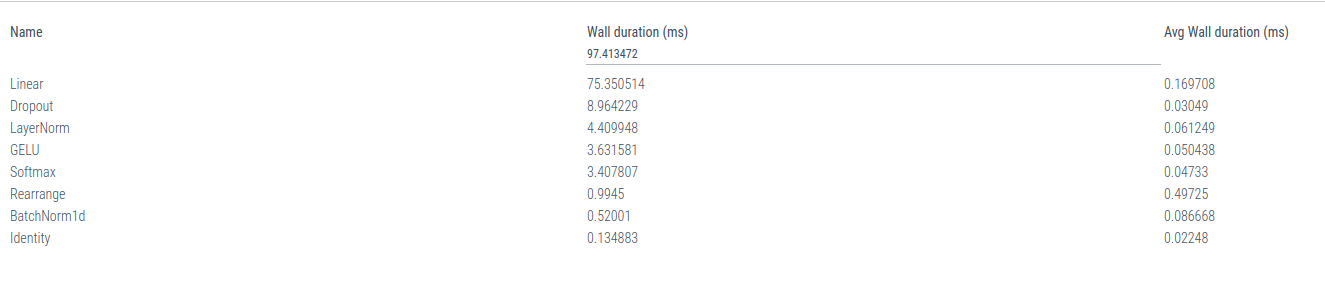 Name Wall duration (ms) Avg Wall duration (ms)
97.413472
Linear 75.350514 0.169708
Dropout 8.964229 0.03049
LayerNorm 4.409948 0.061249
GELU 3.631581 0.050438
Softmax 3.407807 0.04733
Rearrange 0.9945 0.49725
BatchNorm1d 0.52001 0.086668
Identity 0.134883 0.02248